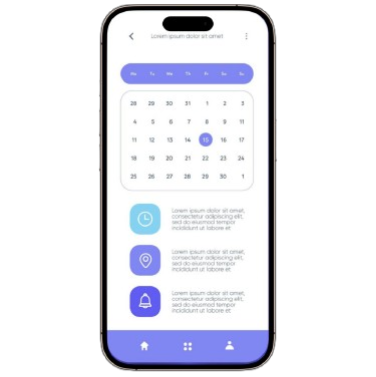 Lorem ipsum dolor sit amet
Mo Tu We Th Fr Sa Su
28 29 30 31 1 2 3
4 5 6 7 8 9 10
11 12 13 14 15 16 17
18 19 20 21 22 23 24
25 26 27 28 29 30 1
Lorem ipsum dolor sit amet,
consectetur adipiscing elit,
sed do eiusmod tempor
incididunt ut labore et
Lorem ipsum dolor sit amet,
consectetur adipiscing elit,
sed do eiusmod tempor
incididunt ut labore et
Lorem ipsum dolor sit amet,
consectetur adipiscing elit,
sed do eiusmod tempor
incididunt ut labore et